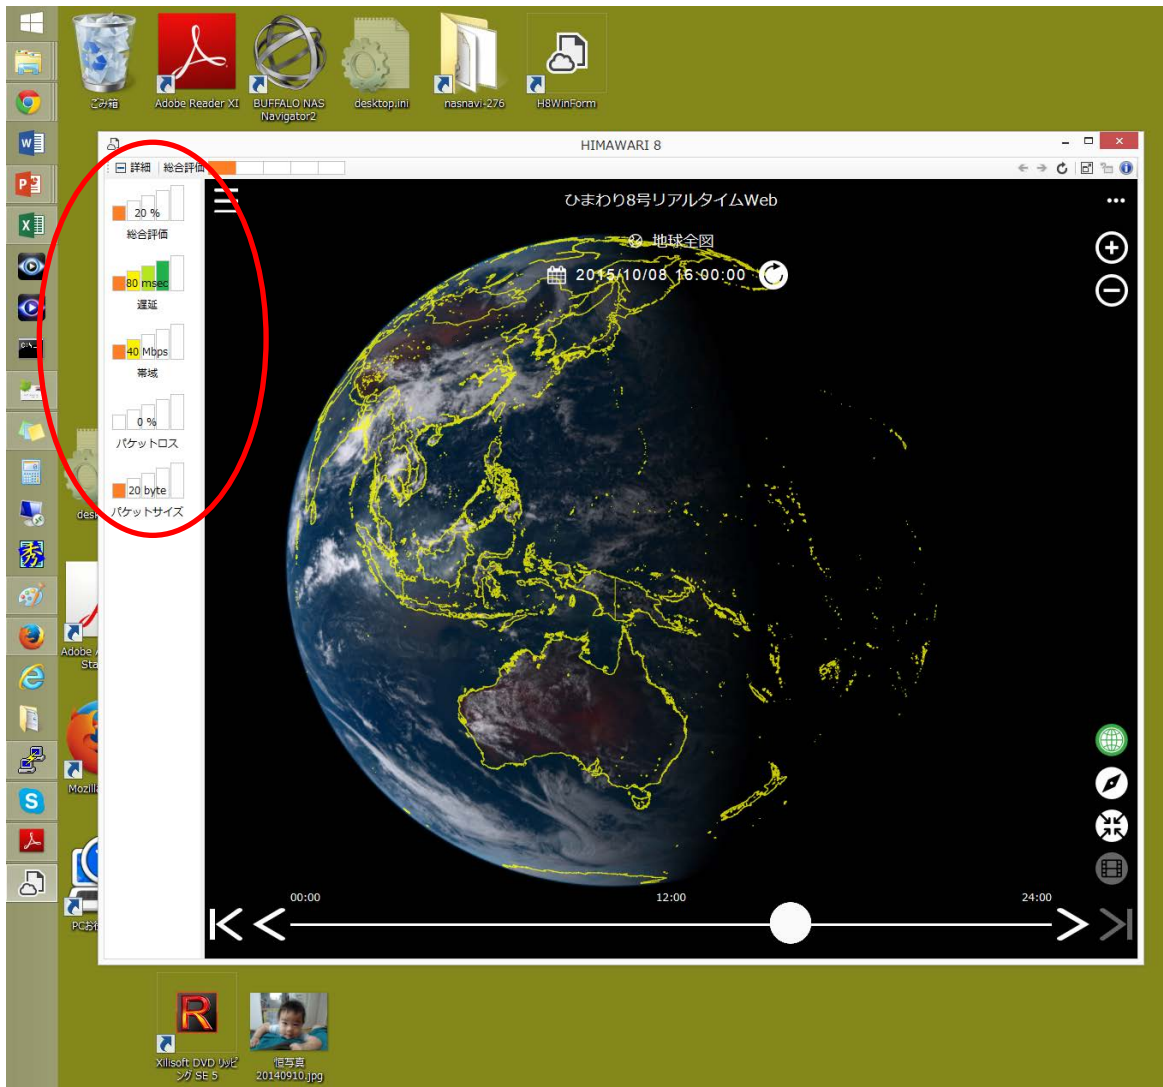 ごみ箱
Adobe Reader XI
BUFFALO NAS
Navigator2
desktop.ini
nasnavi-276
H8WinForm
HIMAWARI 8
詳細 総合評価
20 %
総合評価
80 msec
遅延
40 Mbps
帯域
0 %
パケットロス
20 byte
パケットサイズ
ひまわり8号リアルタイムWeb
地球全図
2015/10/08 16:00:00
00:00
12:00
24:00
desk
Adobe
Sta
Mozill
PCお
Xilisoft DVD リッピ
ング SE 5
恒写真
20140910.jpg